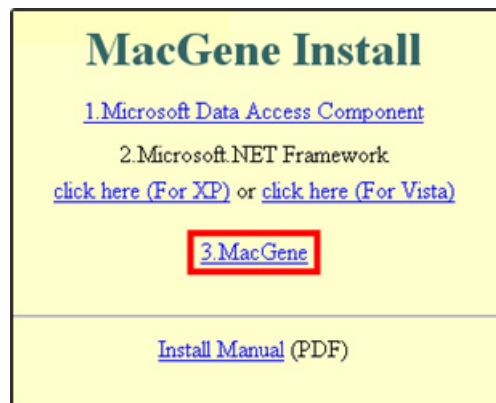 MacGene Install
1.Microsoft Data Access Component
2.Microsoft.NET Framework
click here (For XP) or click here (For Vista)
3.MacGene
Install Manual (PDF)